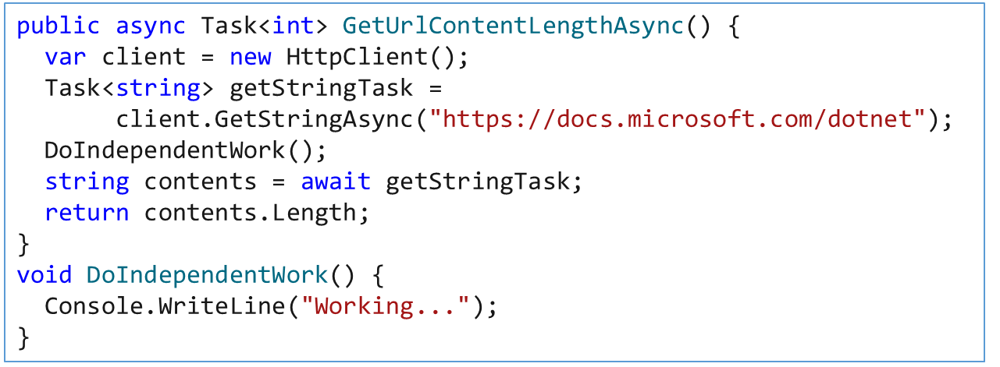 public async Task<int> GetUrlContentLengthAsync() {
  var client = new HttpClient();
  Task<string> getStringTask =
       client.GetStringAsync("https://docs.microsoft.com/dotnet");
  DoIndependentWork();
  string contents = await getStringTask;
  return contents.Length;
}
void DoIndependentWork() {
  Console.WriteLine("Working...");
}